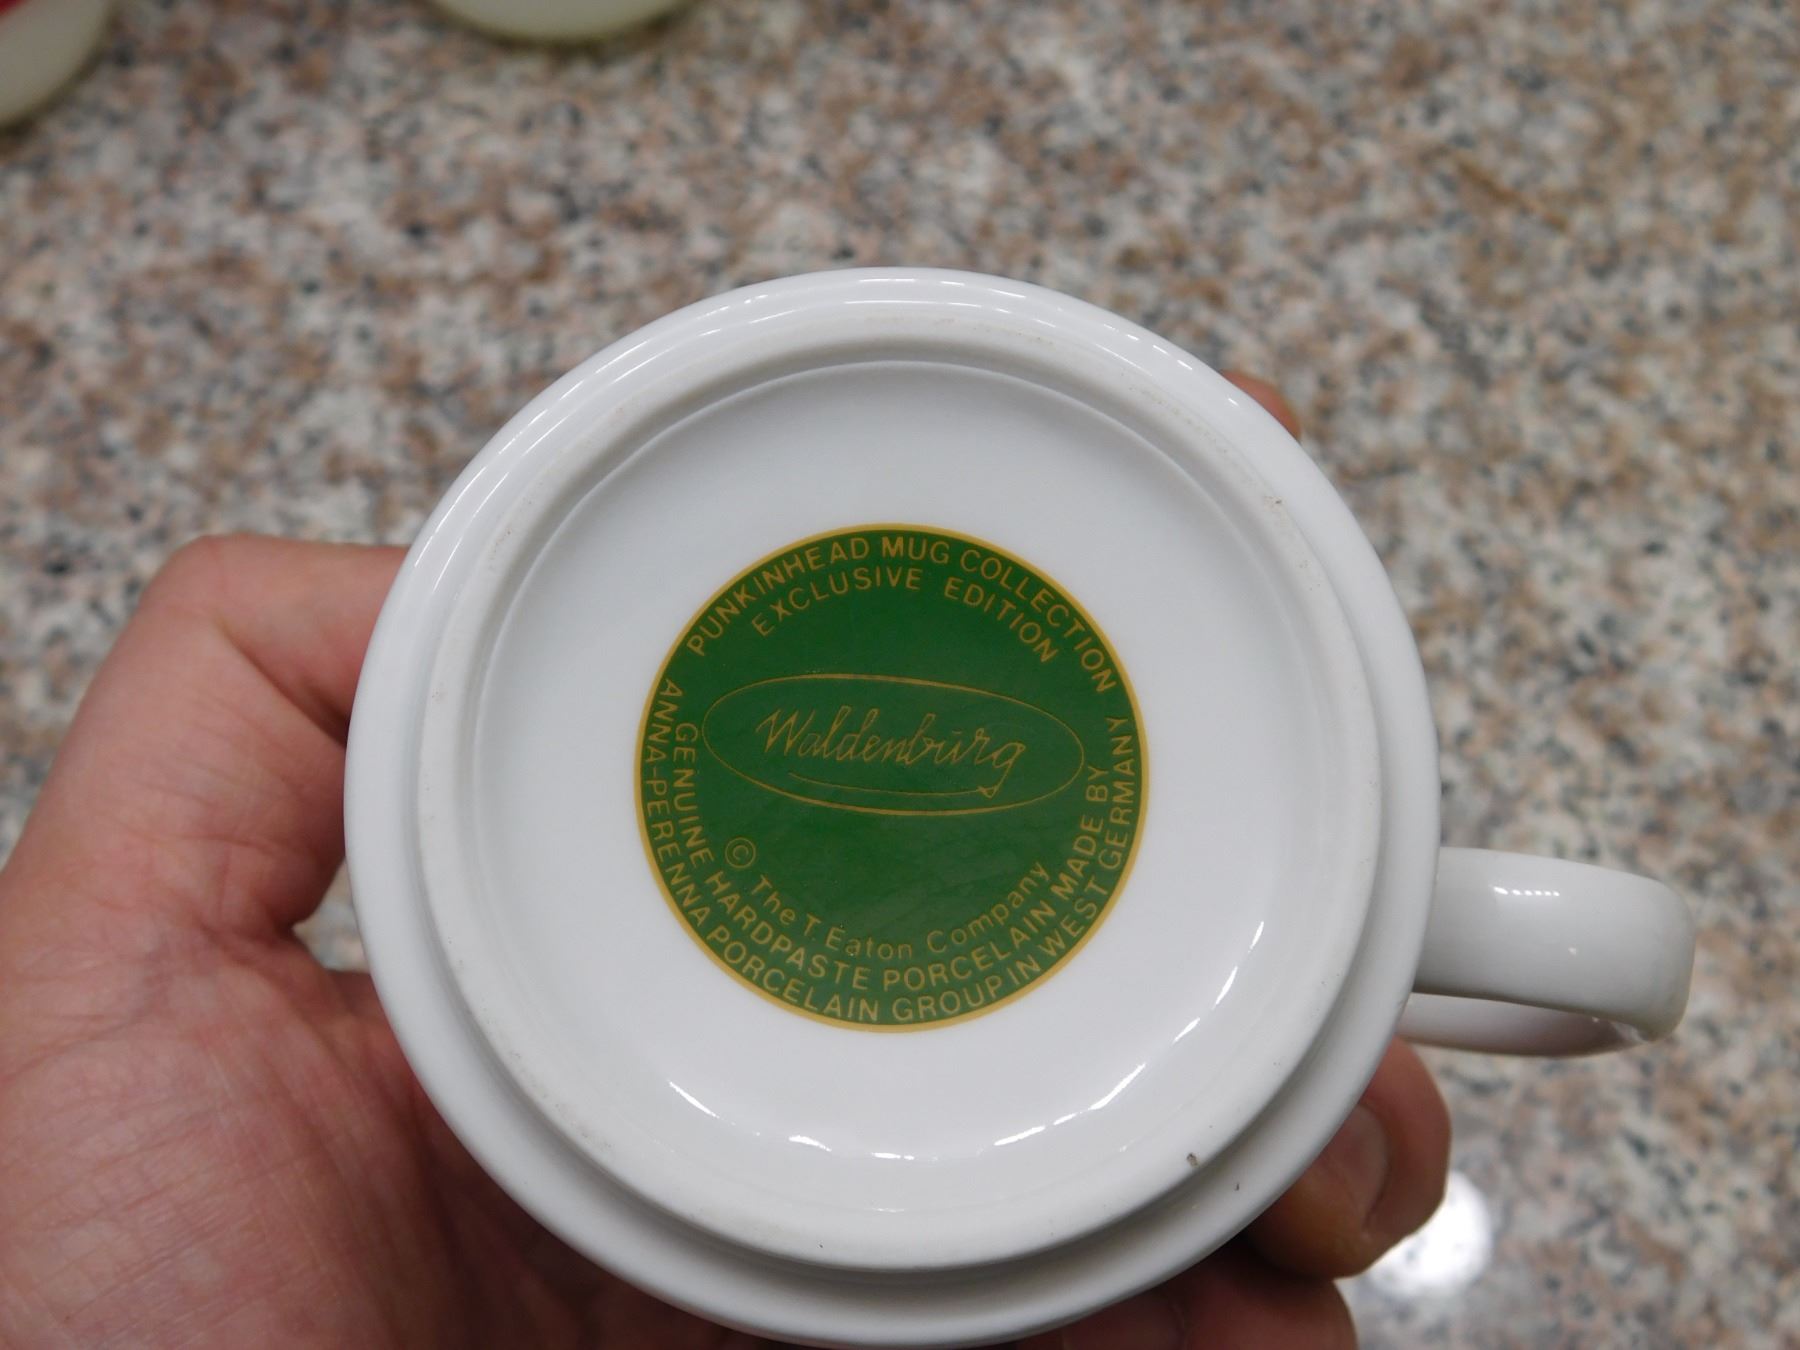 PUNKINHEAD MUG COLLECTION
EXCLUSIVE EDITION
Waldenburg
© The T. Eaton Company
GENUINE HARDPASTE PORCELAIN MADE BY
ANNA-PERENNA PORCELAIN GROUP IN WEST GERMANY